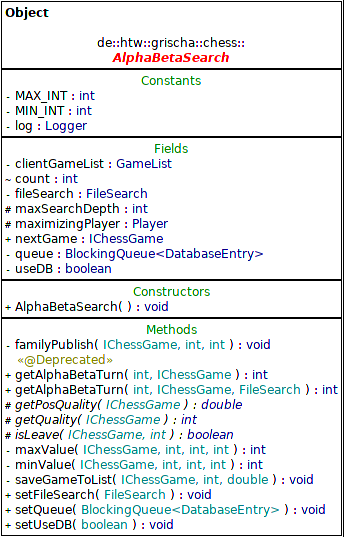 Object
de::htw::grischa::chess::
AlphaBetaSearch
Constants
- MAX_INT : int
- MIN_INT : int
- log : Logger
Fields
- clientGameList : GameList
~ count : int
- fileSearch : FileSearch
# maxSearchDepth : int
# maximizingPlayer : Player
+ nextGame : IChessGame
- queue : BlockingQueue<DatabaseEntry>
- useDB : boolean
Constructors
+ AlphaBetaSearch( ) : void
Methods
- familyPublish( IChessGame, int, int ) : void
«@Deprecated»
+ getAlphaBetaTurn( int, IChessGame ) : int
+ getAlphaBetaTurn( int, IChessGame, FileSearch ) : int
# getPosQuality( IChessGame ) : double
# getQuality( IChessGame ) : int
# isLeave( IChessGame, int ) : boolean
- maxValue( IChessGame, int, int, int ) : int
- minValue( IChessGame, int, int, int ) : int
- saveGameToList( IChessGame, int, double ) : void
+ setFileSearch( FileSearch ) : void
+ setQueue( BlockingQueue<DatabaseEntry> ) : void
+ setUseDB( boolean ) : void